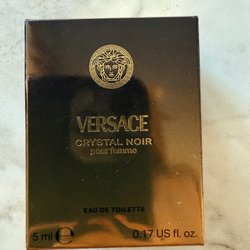 VERSACE
CRYSTAL NOIR
pour femme
5 ml ℮ 0.17 US fl. oz.
EAU DE TOILETTE